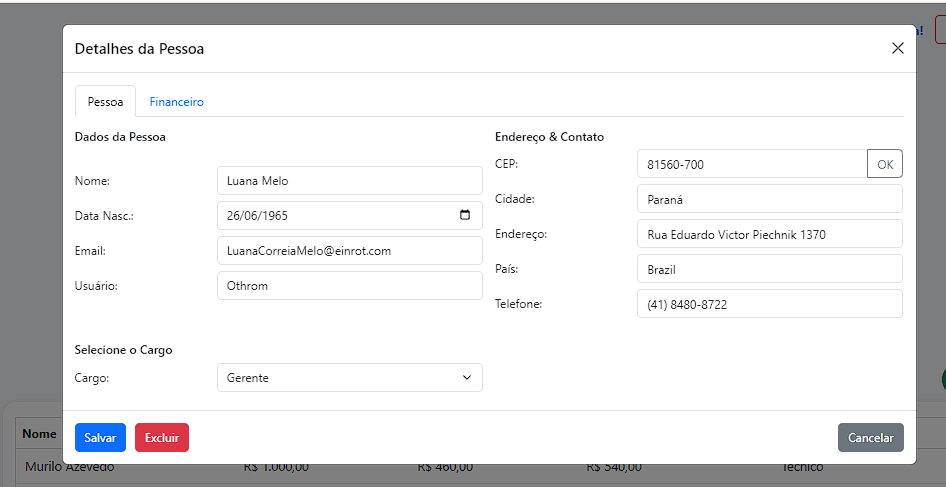 Detalhes da Pessoa
Pessoa Financeiro
Dados da Pessoa
Nome: Luana Melo
Data Nasc.: 26/06/1965
Email: LuanaCorreiaMelo@einrot.com
Usuário: Othrom
Endereço & Contato
CEP: 81560-700 OK
Cidade: Paraná
Endereço: Rua Eduardo Victor Piechnik 1370
País: Brazil
Telefone: (41) 8480-8722
Selecione o Cargo
Cargo: Gerente
Salvar Excluir Cancelar
Nome
Murilo Azevedo R$ 1.000,00 R$ 460,00 R$ 540,00 Técnico